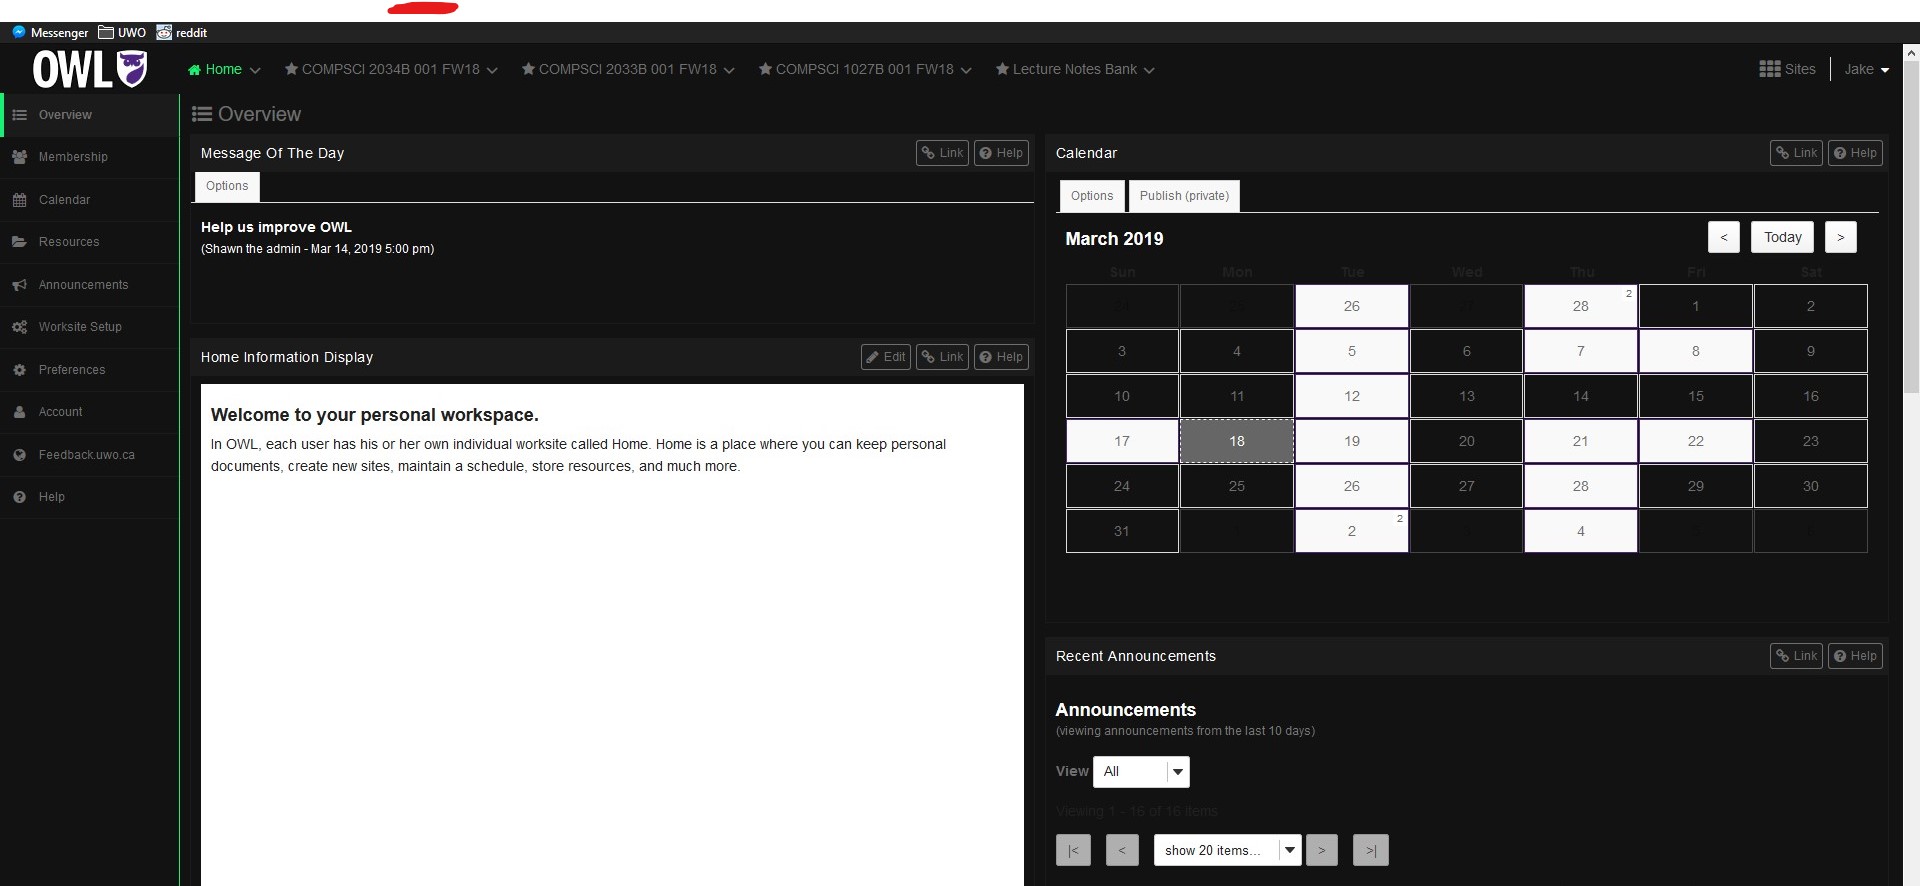 Messenger UWO reddit
OWL Home COMPSCI 2034B 001 FW18 COMPSCI 2033B 001 FW18 COMPSCI 1027B 001 FW18 Lecture Notes Bank Sites Jake
Overview
Membership
Calendar
Resources
Announcements
Worksite Setup
Preferences
Account
Feedback.uwo.ca
Help
Overview
Message Of The Day Link Help
Options
Help us improve OWL
(Shawn the admin - Mar 14, 2019 5:00 pm)
Home Information Display Edit Link Help
Welcome to your personal workspace.
In OWL, each user has his or her own individual worksite called Home. Home is a place where you can keep personal
documents, create new sites, maintain a schedule, store resources, and much more.
Calendar Link Help
Options Publish (private)
March 2019 < Today >
Sun Mon Tue Wed Thu Fri Sat
26 28 2 1 2
3 4 5 6 7 8 9
10 11 12 13 14 15 16
17 18 19 20 21 22 23
24 25 26 27 28 29 30
31 2 2 4
Recent Announcements Link Help
Announcements
(viewing announcements from the last 10 days)
View All
Viewing 1 - 16 of 16 items
|< < show 20 items... > >|